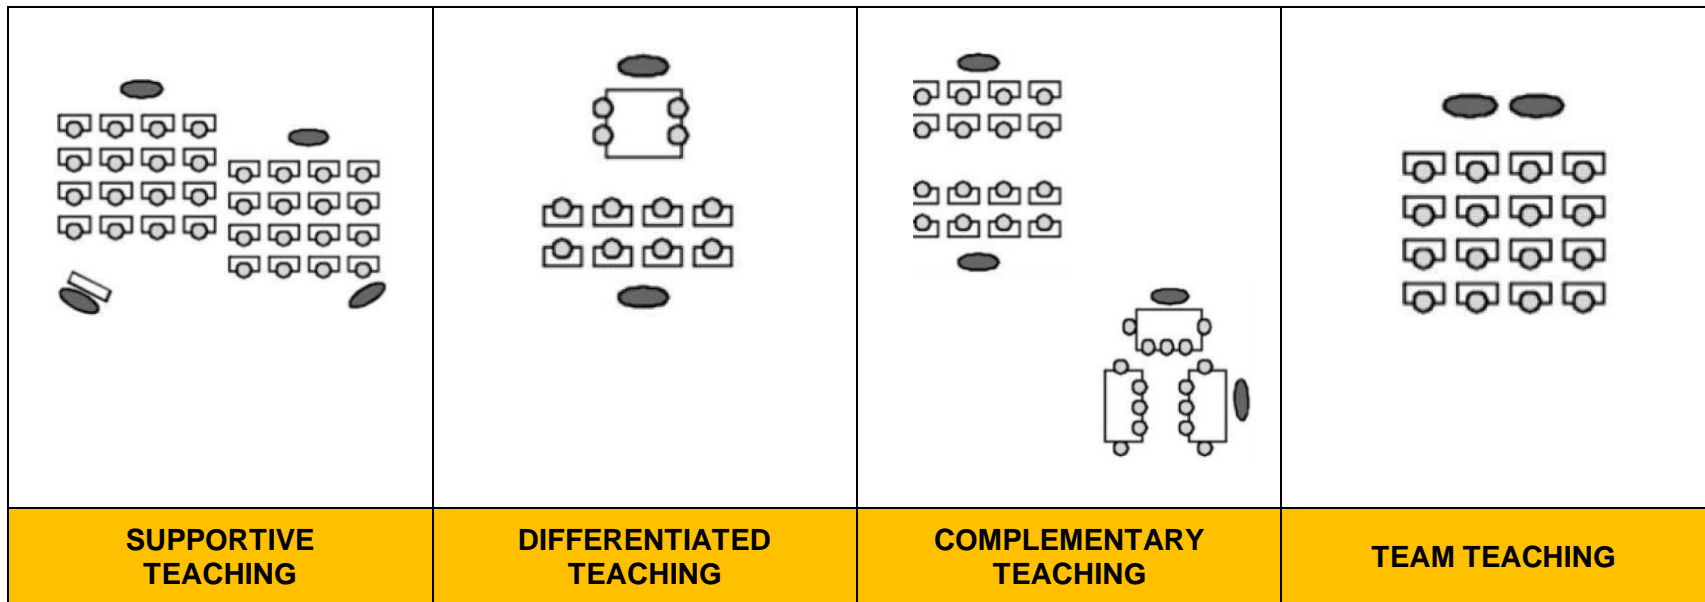 SUPPORTIVE
TEACHING
DIFFERENTIATED
TEACHING
COMPLEMENTARY
TEACHING
TEAM TEACHING